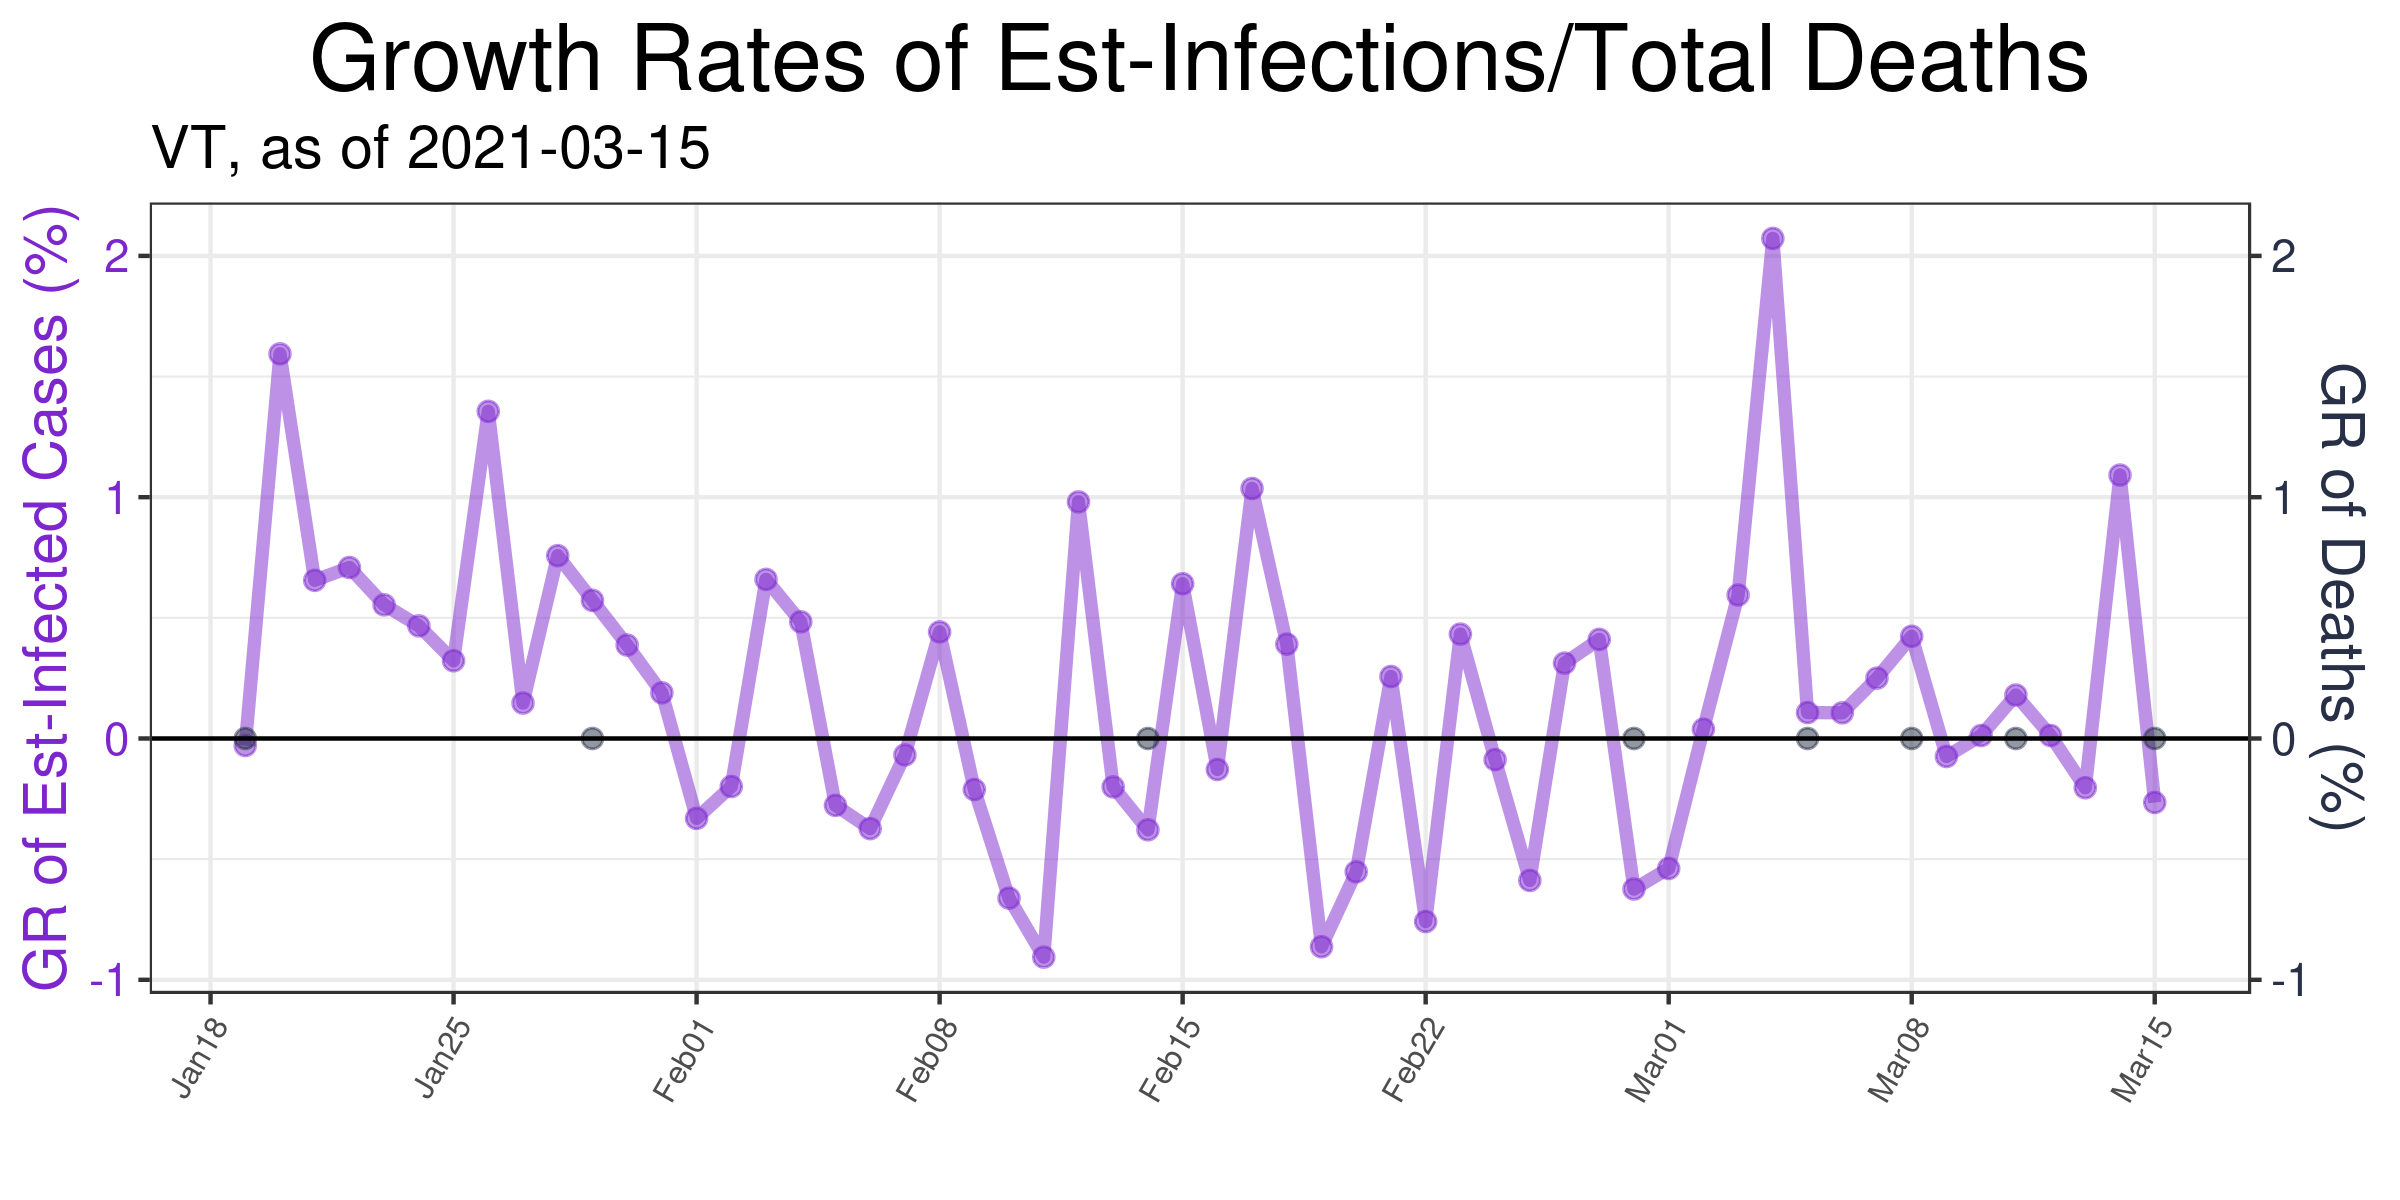 Growth Rates of Est-Infections/Total Deaths
VT, as of 2021-03-15
GR of Est-Infected Cases (%)
2
1
0
-1
2
1
0
-1
GR of Deaths (%)
Jan18
Jan25
Feb01
Feb08
Feb15
Feb22
Mar01
Mar08
Mar15